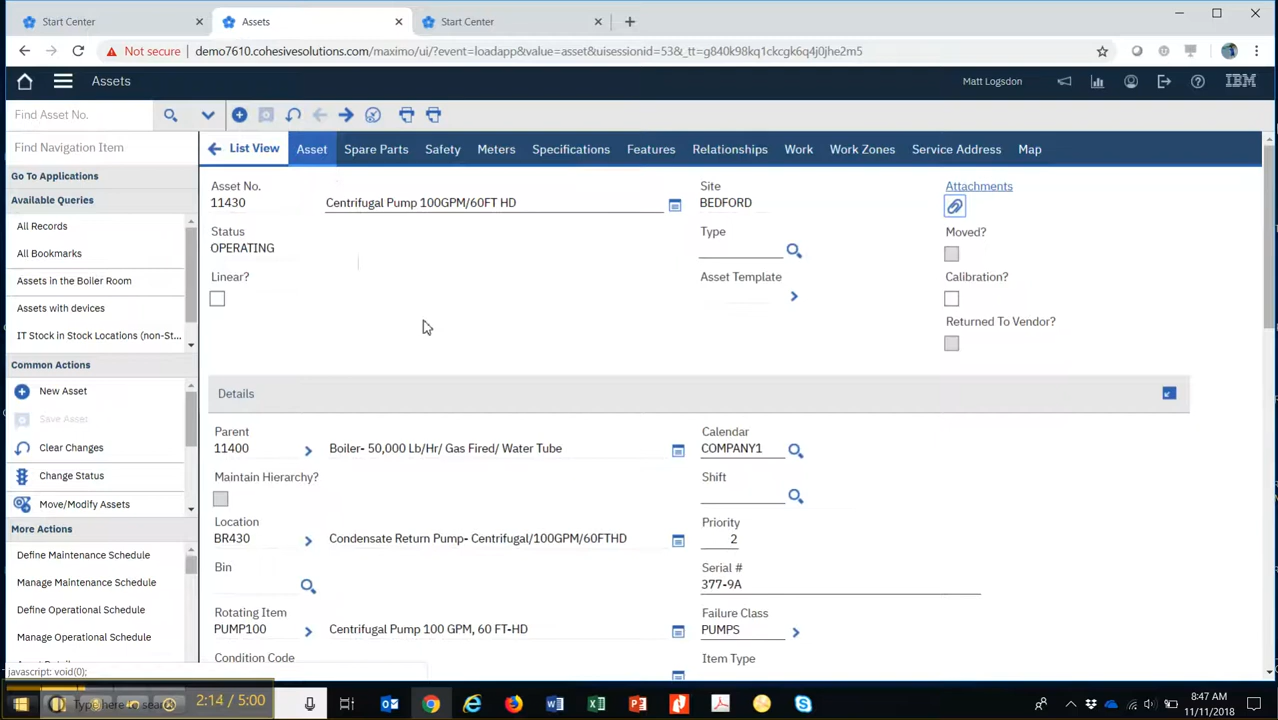 Start Center
Assets
Start Center
Not secure
demo7610.cohesivesolutions.com/maximo/ui/?event=loadapp&value=asset&uisessionid=53&_tt=g840k98kq1kckgk6q4j0jhe2m5
Assets
Matt Logsdon
IBM
Find Asset No.
Find Navigation Item
List View
Asset
Spare Parts
Safety
Meters
Specifications
Features
Relationships
Work
Work Zones
Service Address
Map
Go To Applications
Available Queries
All Records
All Bookmarks
Assets in the Boiler Room
Assets with devices
IT Stock in Stock Locations (non-St...
Common Actions
New Asset
Save Asset
Clear Changes
Change Status
Move/Modify Assets
More Actions
Define Maintenance Schedule
Manage Maintenance Schedule
Define Operational Schedule
Manage Operational Schedule
Asset No.
11430
Centrifugal Pump 100GPM/60FT HD
Site
BEDFORD
Attachments
Status
OPERATING
Type
Moved?
Linear?
Asset Template
Calibration?
Returned To Vendor?
Details
Parent
11400
Boiler- 50,000 Lb/Hr/ Gas Fired/ Water Tube
Calendar
COMPANY1
Maintain Hierarchy?
Shift
Location
BR430
Condensate Return Pump- Centrifugal/100GPM/60FTHD
Priority
2
Bin
Serial #
377-9A
Rotating Item
PUMP100
Centrifugal Pump 100 GPM, 60 FT-HD
Failure Class
PUMPS
Condition Code
Item Type
javascript: void(0);
Type here to search
2:14 / 5:00
8:47 AM
11/11/2018